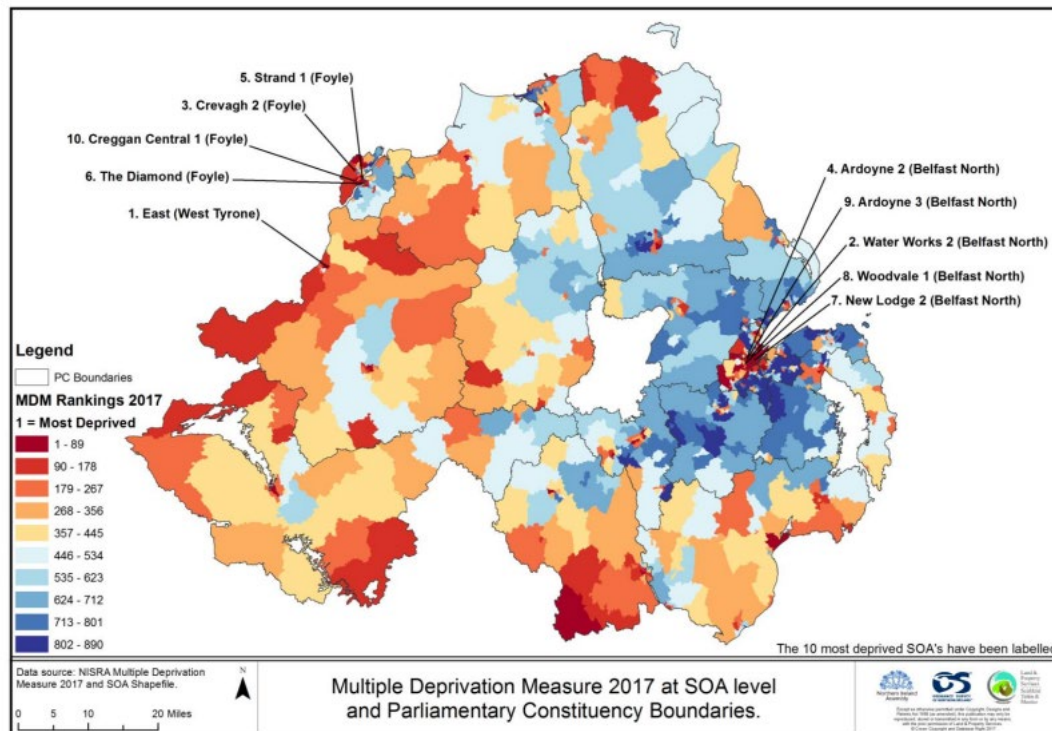 5. Strand 1 (Foyle)
3. Crevagh 2 (Foyle)
10. Creggan Central 1 (Foyle)
6. The Diamond (Foyle)
1. East (West Tyrone)
4. Ardoyne 2 (Belfast North)
9. Ardoyne 3 (Belfast North)
2. Water Works 2 (Belfast North)
8. Woodvale 1 (Belfast North)
7. New Lodge 2 (Belfast North)
Legend
PC Boundaries
MDM Rankings 2017
1 = Most Deprived
1 - 89
90 - 178
179 - 267
268 - 356
357 - 445
446 - 534
535 - 623
624 - 712
713 - 801
802 - 890
The 10 most deprived SOA's have been labelled
Data source: NISRA Multiple Deprivation
Measure 2017 and SOA Shapefile.
N
0 5 10 20 Miles
Multiple Deprivation Measure 2017 at SOA level
and Parliamentary Constituency Boundaries.
Northern Ireland
Assembly